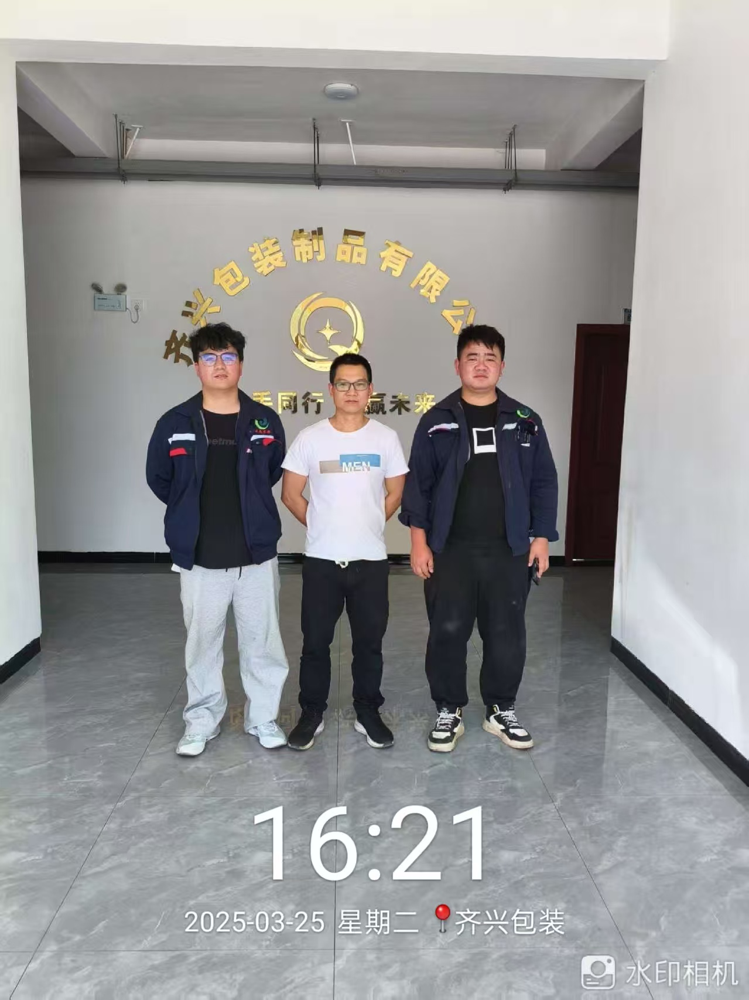 齐兴包装制品有限公
手同行 赢未来
MEN
16:21
2025-03-25 星期二 齐兴包装
水印相机